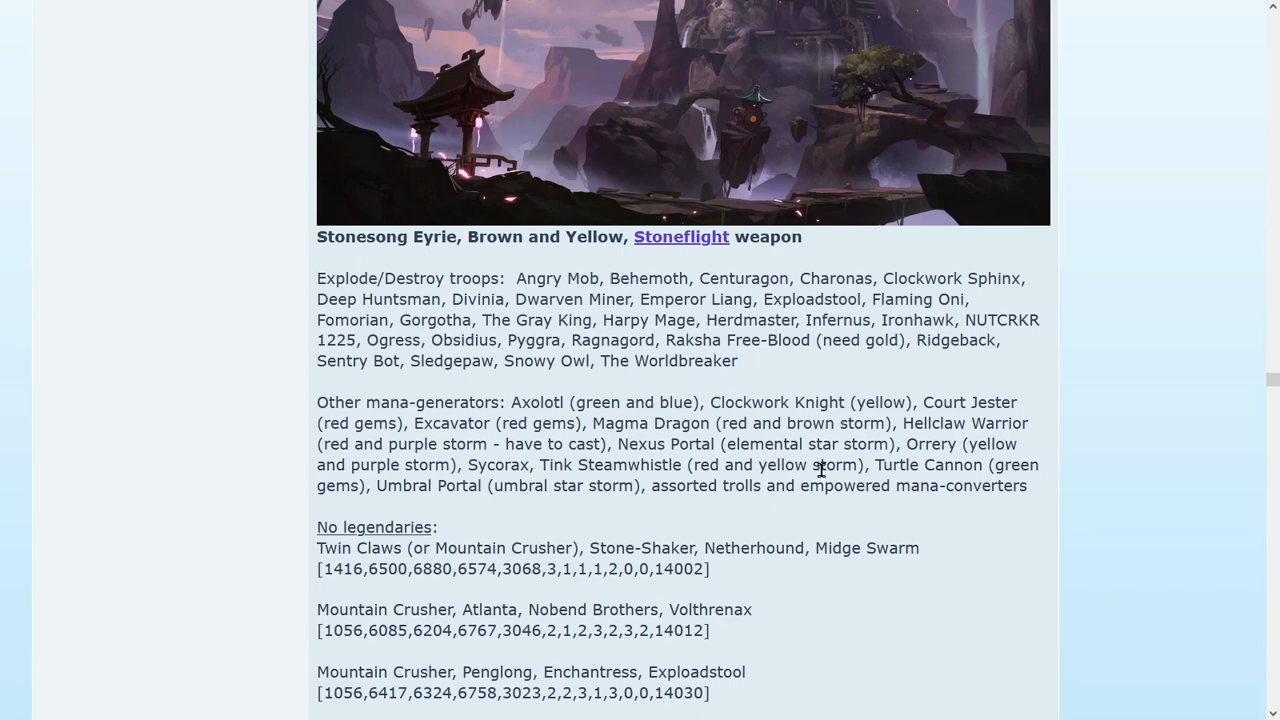 Stonesong Eyrie, Brown and Yellow, Stoneflight weapon
Explode/Destroy troops:  Angry Mob, Behemoth, Centuragon, Charonas, Clockwork Sphinx,
Deep Huntsman, Divinia, Dwarven Miner, Emperor Liang, Exploadstool, Flaming Oni,
Fomorian, Gorgotha, The Gray King, Harpy Mage, Herdmaster, Infernus, Ironhawk, NUTCRKR
1225, Ogress, Obsidius, Pyggra, Ragnagord, Raksha Free-Blood (need gold), Ridgeback,
Sentry Bot, Sledgepaw, Snowy Owl, The Worldbreaker
Other mana-generators: Axolotl (green and blue), Clockwork Knight (yellow), Court Jester
(red gems), Excavator (red gems), Magma Dragon (red and brown storm), Hellclaw Warrior
(red and purple storm - have to cast), Nexus Portal (elemental star storm), Orrery (yellow
and purple storm), Sycorax, Tink Steamwhistle (red and yellow storm), Turtle Cannon (green
gems), Umbral Portal (umbral star storm), assorted trolls and empowered mana-converters
No legendaries:
Twin Claws (or Mountain Crusher), Stone-Shaker, Netherhound, Midge Swarm
[1416,6500,6880,6574,3068,3,1,1,1,2,0,0,14002]
Mountain Crusher, Atlanta, Nobend Brothers, Volthrenax
[1056,6085,6204,6767,3046,2,1,2,3,2,3,2,14012]
Mountain Crusher, Penglong, Enchantress, Exploadstool
[1056,6417,6324,6758,3023,2,2,3,1,3,0,0,14030]